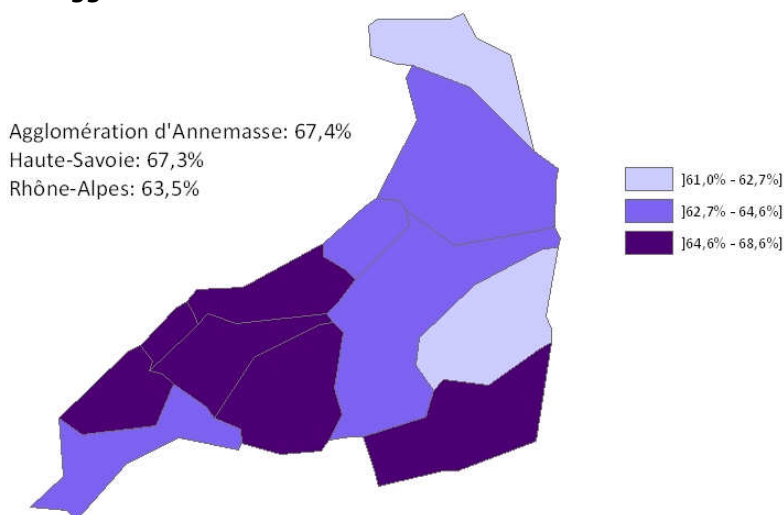 Agglomération d'Annemasse: 67,4%
Haute-Savoie: 67,3%
Rhône-Alpes: 63,5%
]61,0% - 62,7%]
]62,7% - 64,6%]
]64,6% - 68,6%]